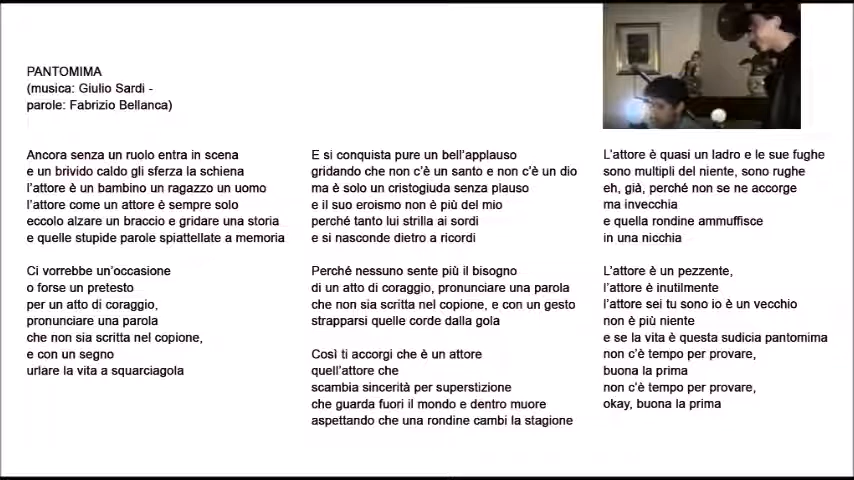 PANTOMIMA
(musica: Giulio Sardi -
parole: Fabrizio Bellanca)
Ancora senza un ruolo entra in scena
e un brivido caldo gli sferza la schiena
l'attore è un bambino un ragazzo un uomo
l'attore come un attore è sempre solo
eccolo alzare un braccio e gridare una storia
e quelle stupide parole spiattellate a memoria
Ci vorrebbe un'occasione
o forse un pretesto
per un atto di coraggio,
pronunciare una parola
che non sia scritta nel copione,
e con un segno
urlare la vita a squarciagola
E si conquista pure un bell'applauso
gridando che non c'è un santo e non c'è un dio
ma è solo un cristogiuda senza plauso
e il suo eroismo non è più del mio
perché tanto lui strilla ai sordi
e si nasconde dietro a ricordi
Perché nessuno sente più il bisogno
di un atto di coraggio, pronunciare una parola
che non sia scritta nel copione, e con un gesto
strapparsi quelle corde dalla gola
Così ti accorgi che è un attore
quell'attore che
scambia sincerità per superstizione
che guarda fuori il mondo e dentro muore
aspettando che una rondine cambi la stagione
L'attore è quasi un ladro e le sue fughe
sono multipli del niente, sono rughe
eh, già, perché non se ne accorge
ma invecchia
e quella rondine ammuffisce
in una nicchia
L'attore è un pezzente,
l'attore è inutilmente
l'attore sei tu sono io è un vecchio
non è più niente
e se la vita è questa sudicia pantomima
non c'è tempo per provare,
buona la prima
non c'è tempo per provare,
okay, buona la prima